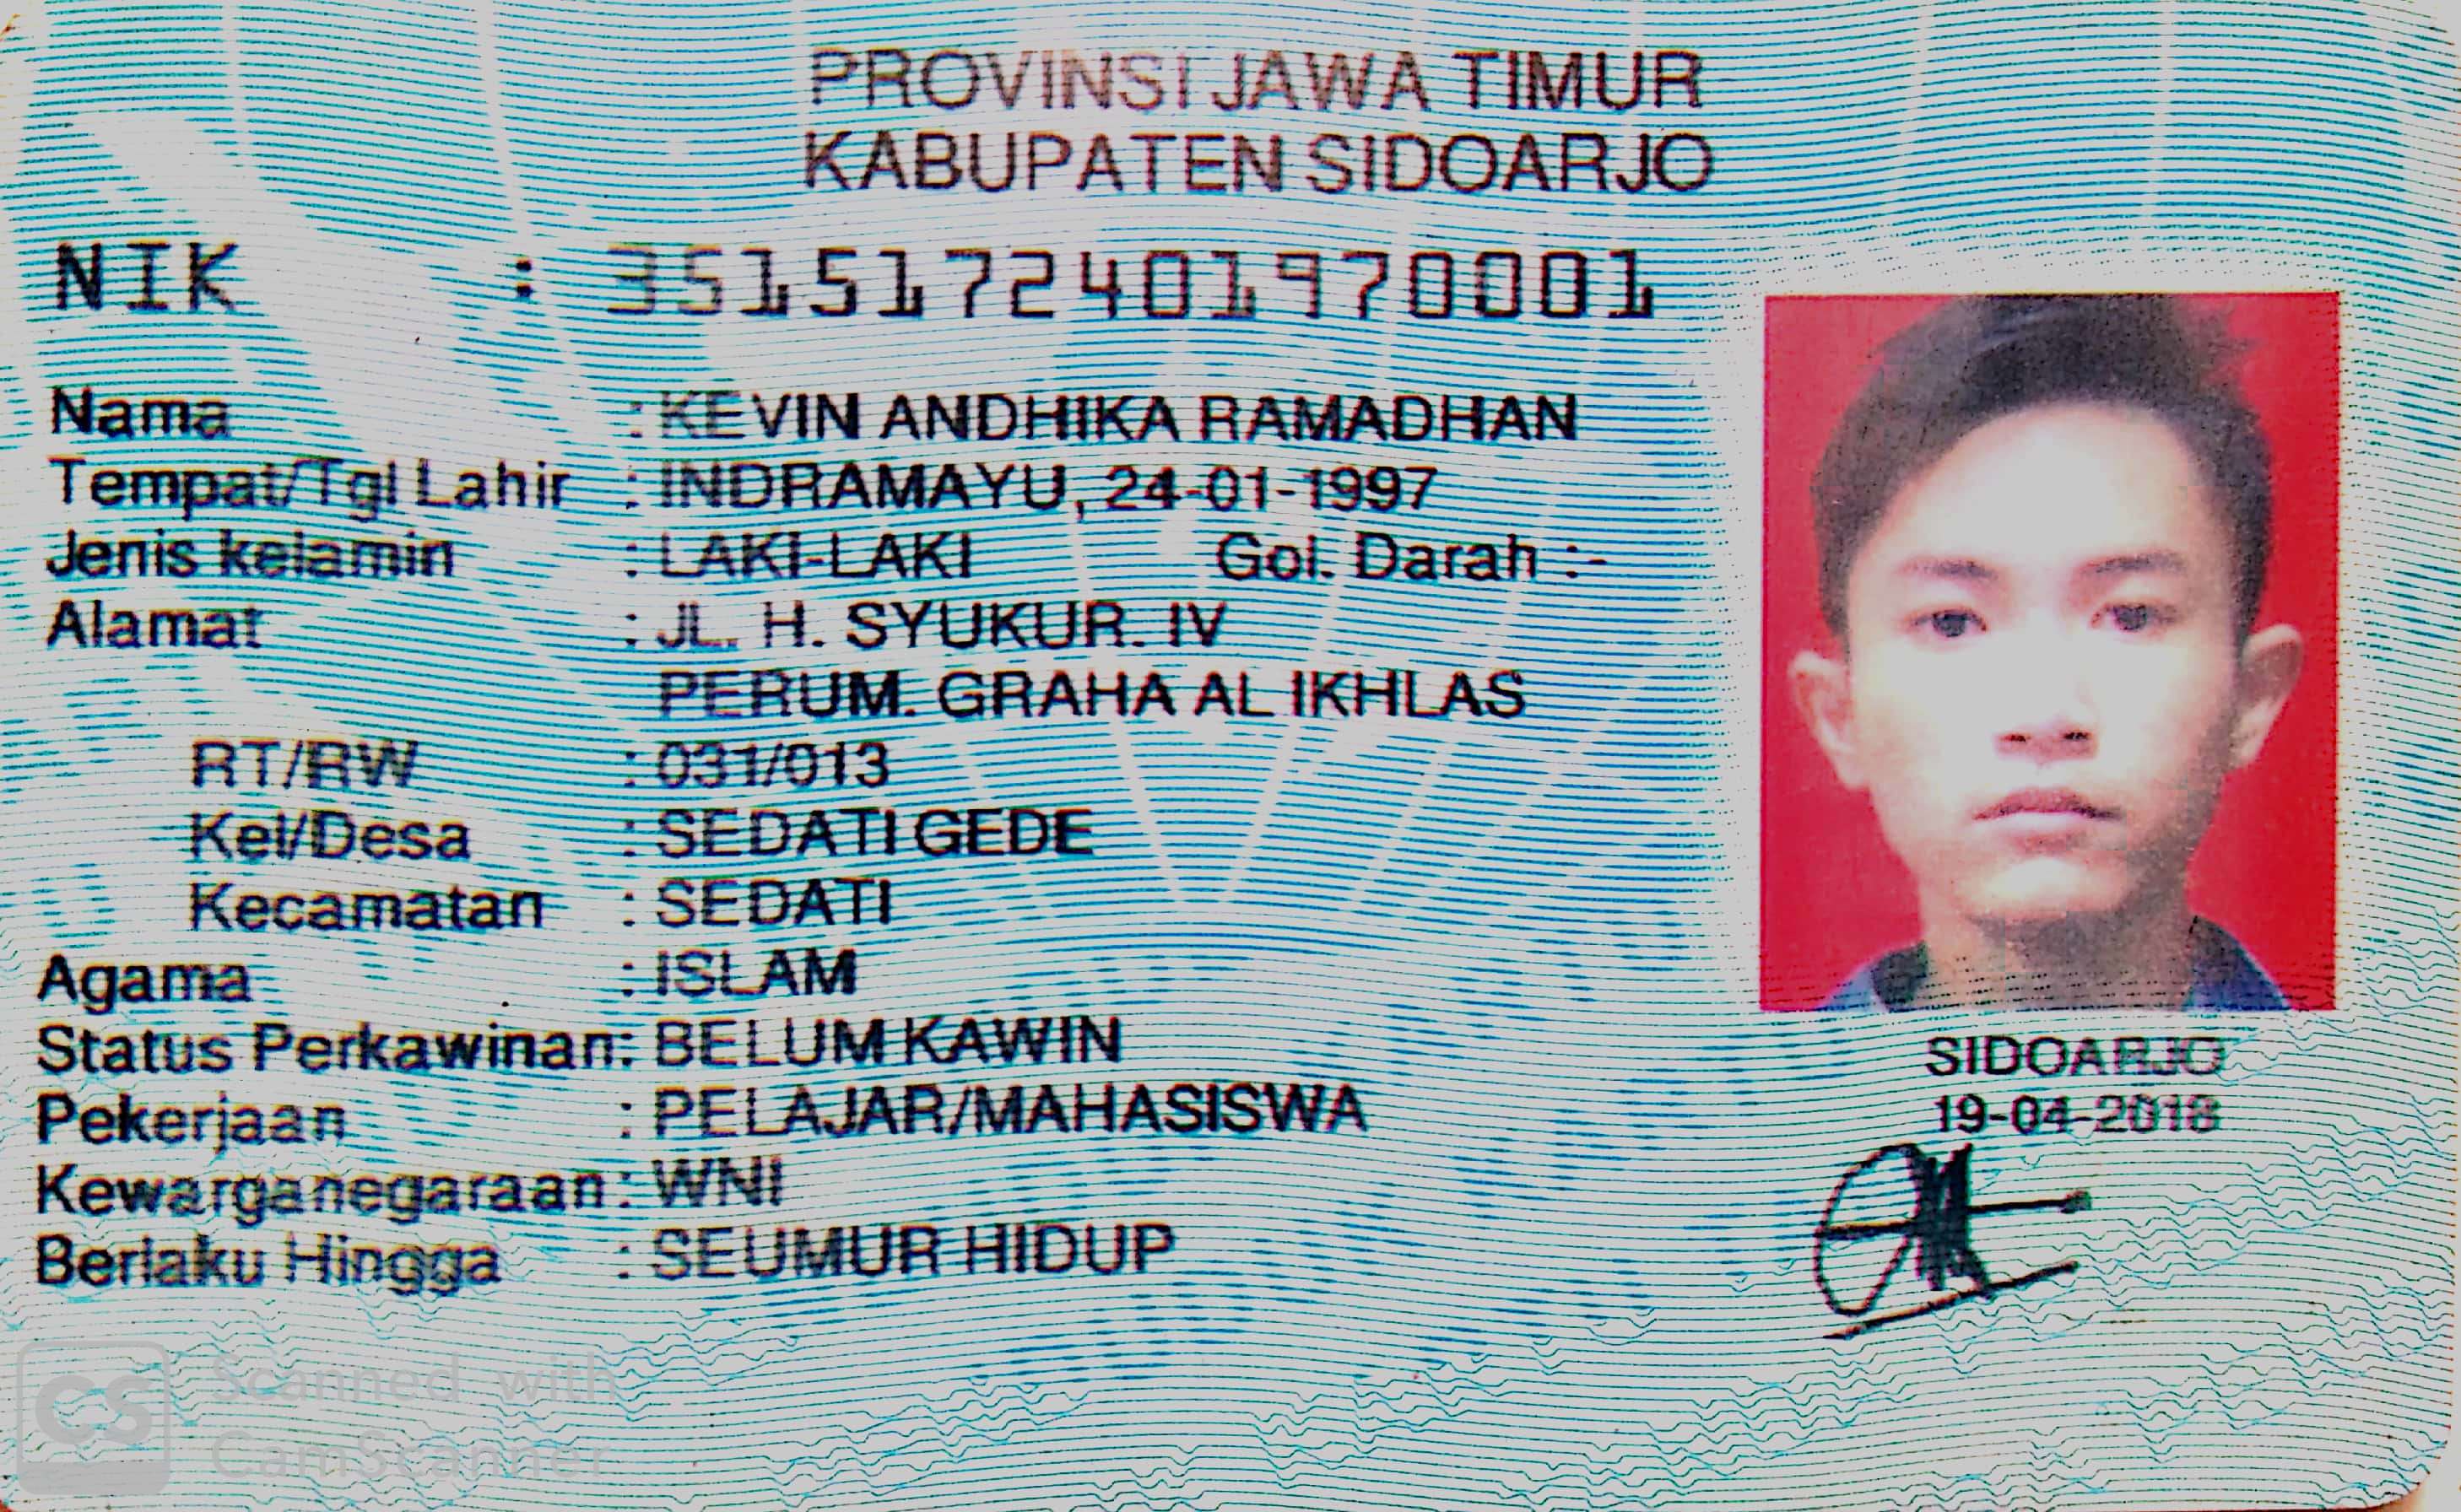 PROVINSI JAWA TIMUR
KABUPATEN SIDOARJO
NIK : 3515172401970001
Nama : KEVIN ANDHIKA RAMADHAN
Tempat/Tgl Lahir : INDRAMAYU, 24-01-1997
Jenis kelamin : LAKI-LAKI Gol. Darah :-
Alamat : JL. H. SYUKUR. IV
PERUM. GRAHA AL IKHLAS
RT/RW : 031/013
Kel/Desa : SEDATI GEDE
Kecamatan : SEDATI
Agama : ISLAM
Status Perkawinan: BELUM KAWIN
Pekerjaan : PELAJAR/MAHASISWA
Kewarganegaraan: WNI
Berlaku Hingga : SEUMUR HIDUP
SIDOARJO
19-04-2018
CS Scanned with
CamScanner